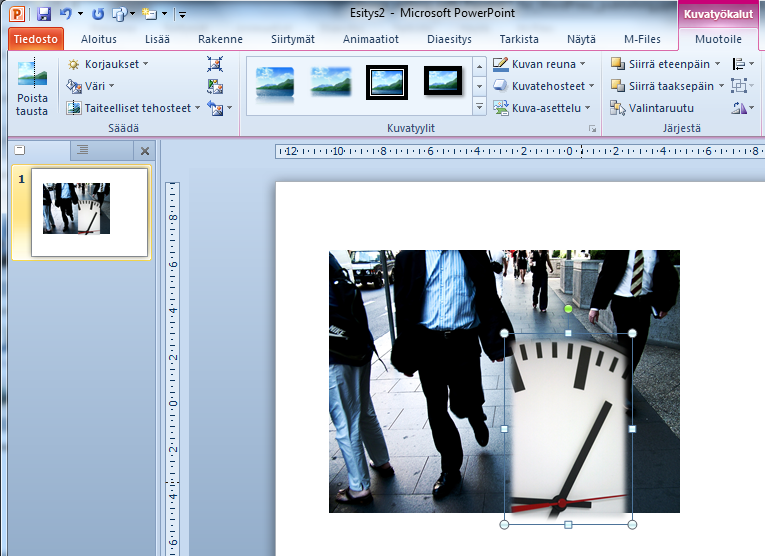 Esitys2 - Microsoft PowerPoint
Kuvatyökalut
Tiedosto Aloitus Lisää Rakenne Siirtymät Animaatiot Diaesitys Tarkista Näytä M-Files Muotoile
Poista tausta
Korjaukset
Väri
Taiteelliset tehosteet
Säädä
Kuvatyylit
Kuvan reuna
Kuvatehosteet
Kuva-asettelu
Siirrä eteenpäin
Siirrä taaksepäin
Valintaruutu
Järjestä
1
12 10 8 6 4 2 0 2 4 6 8
8
6
4
2
0
2
4
6
NIKE